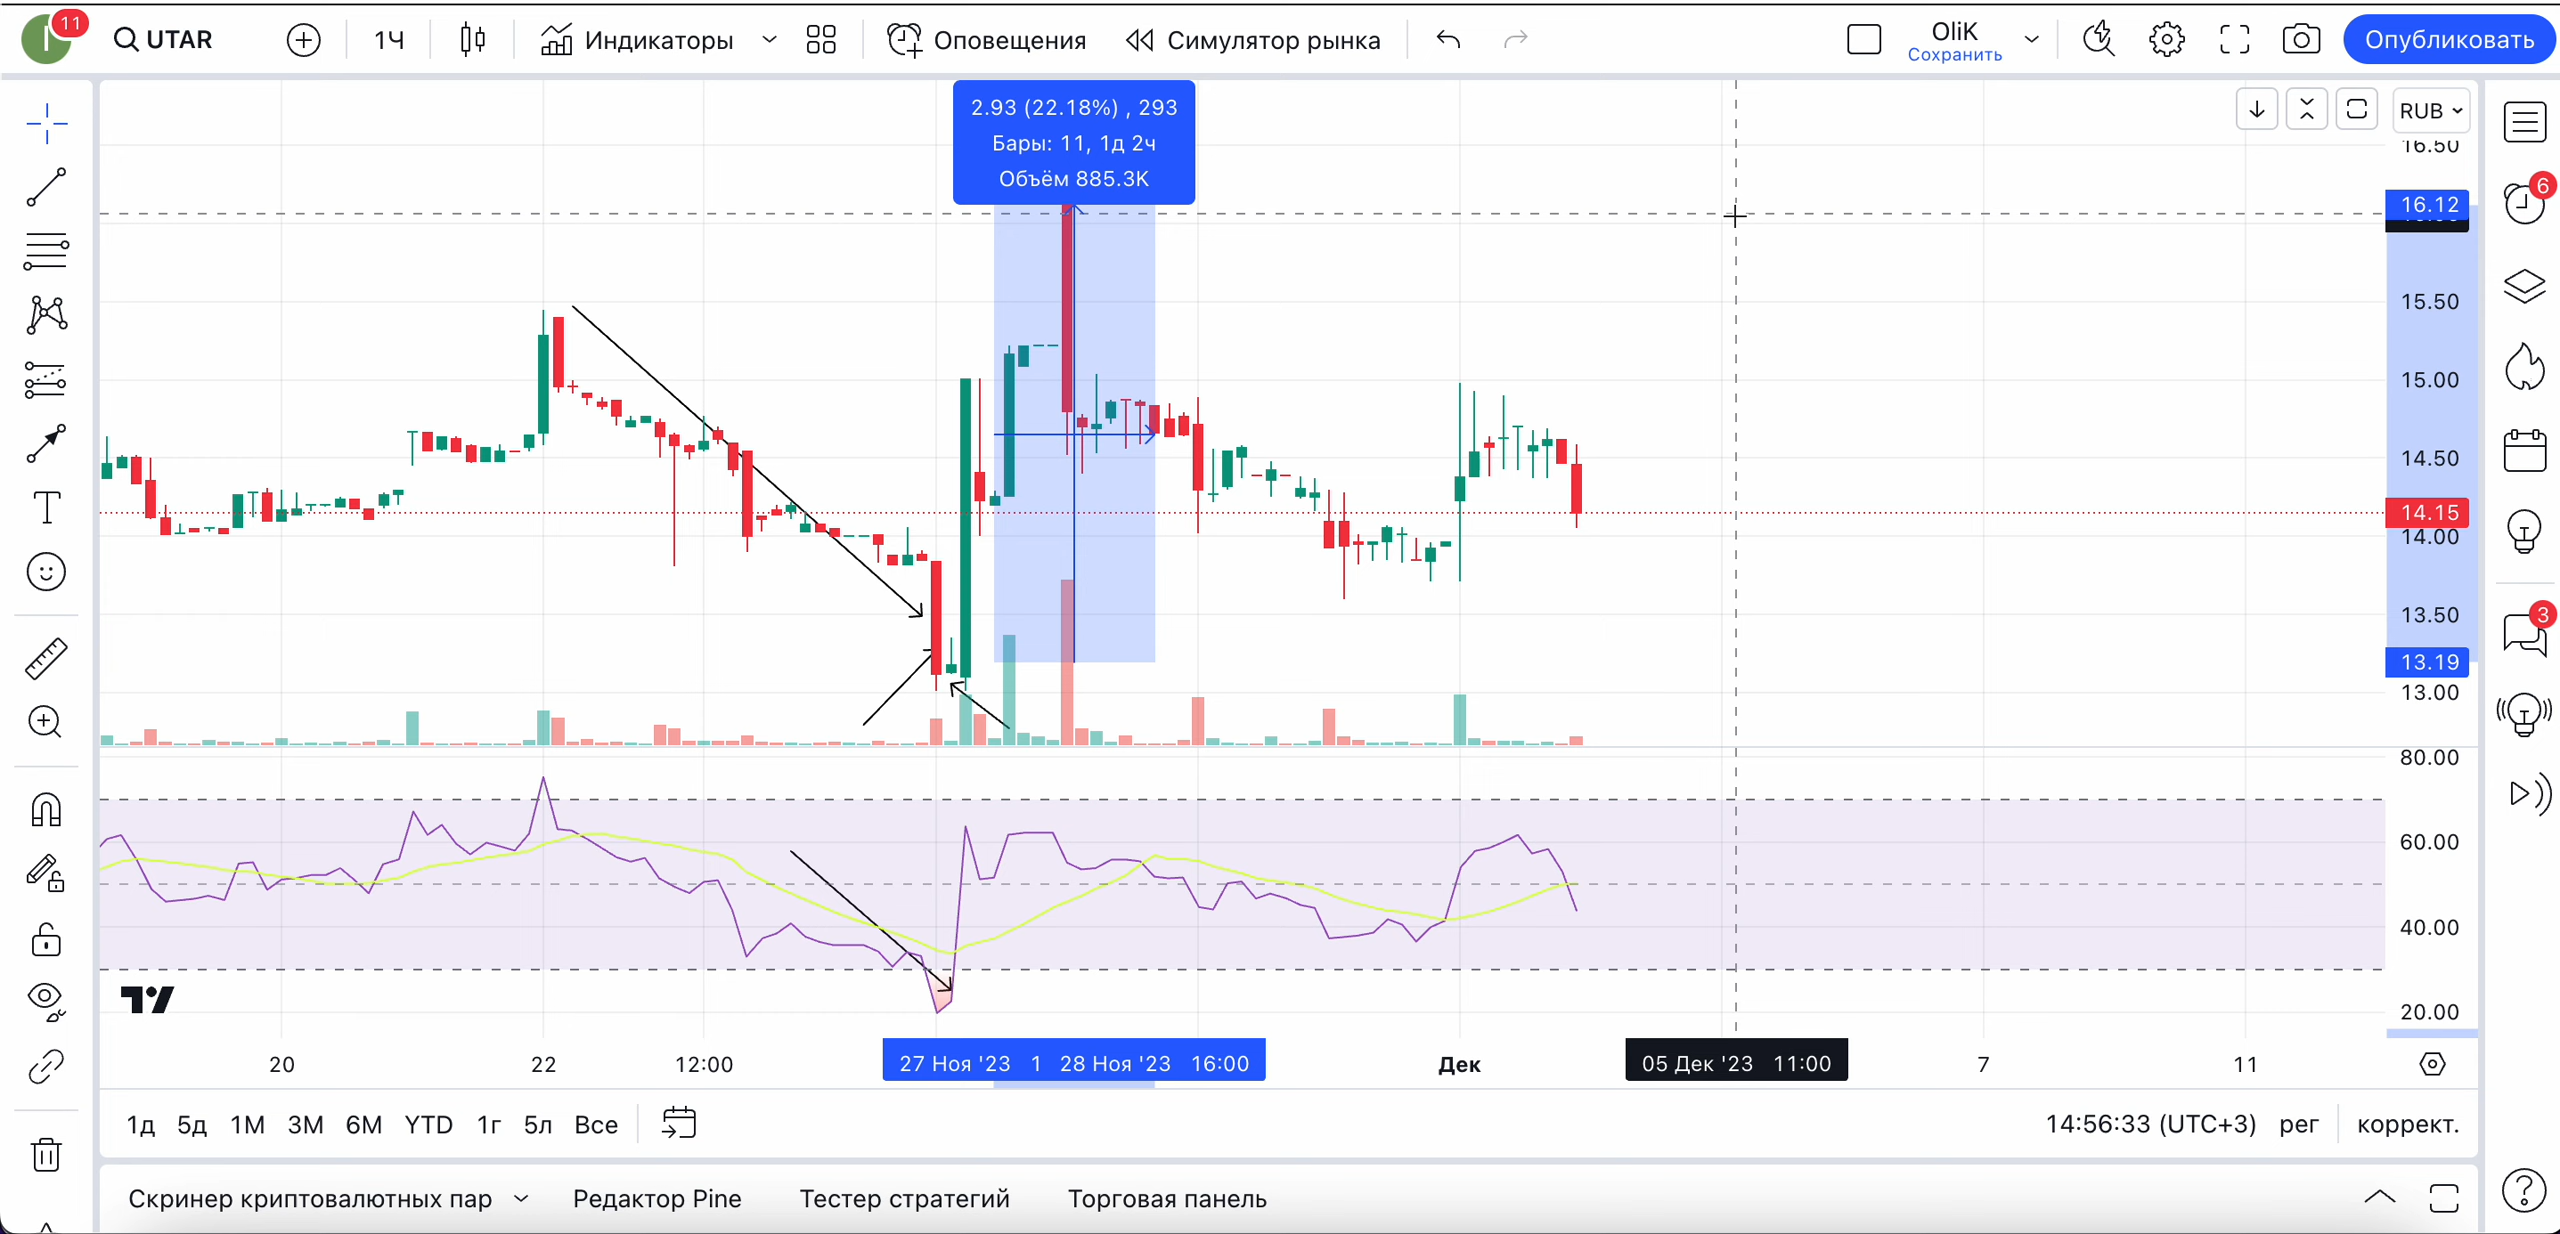 I
11
UTAR
1Ч
Индикаторы
Оповещения
Симулятор рынка
OliK
Сохранить
Опубликовать
2.93 (22.18%) , 293
Бары: 11, 1д 2ч
Объём 885.3K
RUB
16.50
16.12
15.50
15.00
14.50
14.15
14.00
13.50
13.19
13.00
80.00
60.00
40.00
20.00
6
3
20
22
12:00
27 Ноя '23 1
28 Ноя '23 16:00
Дек
05 Дек '23 11:00
7
11
1д 5д 1М 3М 6М YTD 1г 5л Все
14:56:33 (UTC+3) рег коррект.
Скринер криптовалютных пар Редактор Pine Тестер стратегий Торговая панель